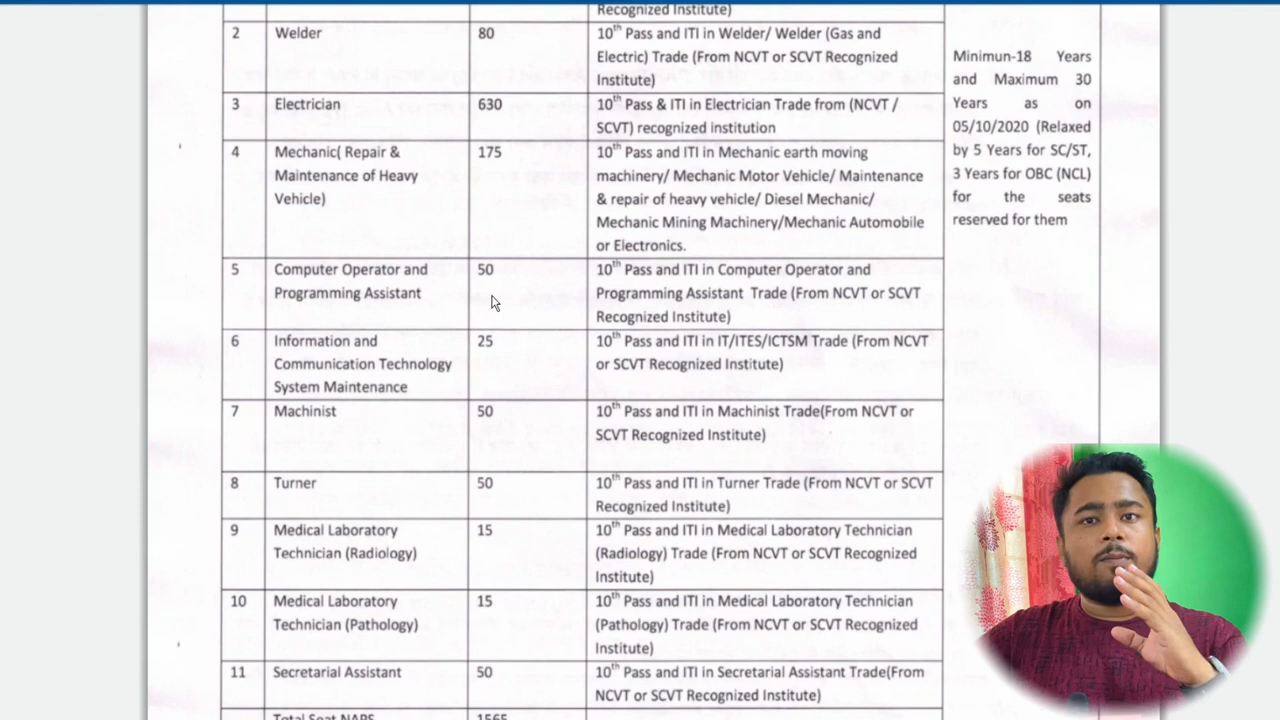 Recognized Institute)
2 Welder 80 10th Pass and ITI in Welder/ Welder (Gas and
Electric) Trade (From NCVT or SCVT Recognized
Institute)
3 Electrician 630 10th Pass & ITI in Electrician Trade from (NCVT /
SCVT) recognized institution
4 Mechanic( Repair & 175 10th Pass and ITI in Mechanic earth moving
Maintenance of Heavy machinery/ Mechanic Motor Vehicle/ Maintenance
Vehicle) & repair of heavy vehicle/ Diesel Mechanic/
Mechanic Mining Machinery/Mechanic Automobile
or Electronics.
5 Computer Operator and 50 10th Pass and ITI in Computer Operator and
Programming Assistant Programming Assistant Trade (From NCVT or SCVT
Recognized Institute)
6 Information and 25 10th Pass and ITI in IT/ITES/ICTSM Trade (From NCVT
Communication Technology or SCVT Recognized Institute)
System Maintenance
7 Machinist 50 10th Pass and ITI in Machinist Trade(From NCVT or
SCVT Recognized Institute)
8 Turner 50 10th Pass and ITI in Turner Trade (From NCVT or SCVT
Recognized Institute)
9 Medical Laboratory 15 10th Pass and ITI in Medical Laboratory Technician
Technician (Radiology) (Radiology) Trade (From NCVT or SCVT Recognized
Institute)
10 Medical Laboratory 15 10th Pass and ITI in Medical Laboratory Technician
Technician (Pathology) (Pathology) Trade (From NCVT or SCVT Recognized
Institute)
11 Secretarial Assistant 50 10th Pass and ITI in Secretarial Assistant Trade(From
NCVT or SCVT Recognized Institute)
Total Seat NAPS 1565
Minimun-18 Years
and Maximum 30
Years as on
05/10/2020 (Relaxed
by 5 Years for SC/ST,
3 Years for OBC (NCL)
for the seats
reserved for them